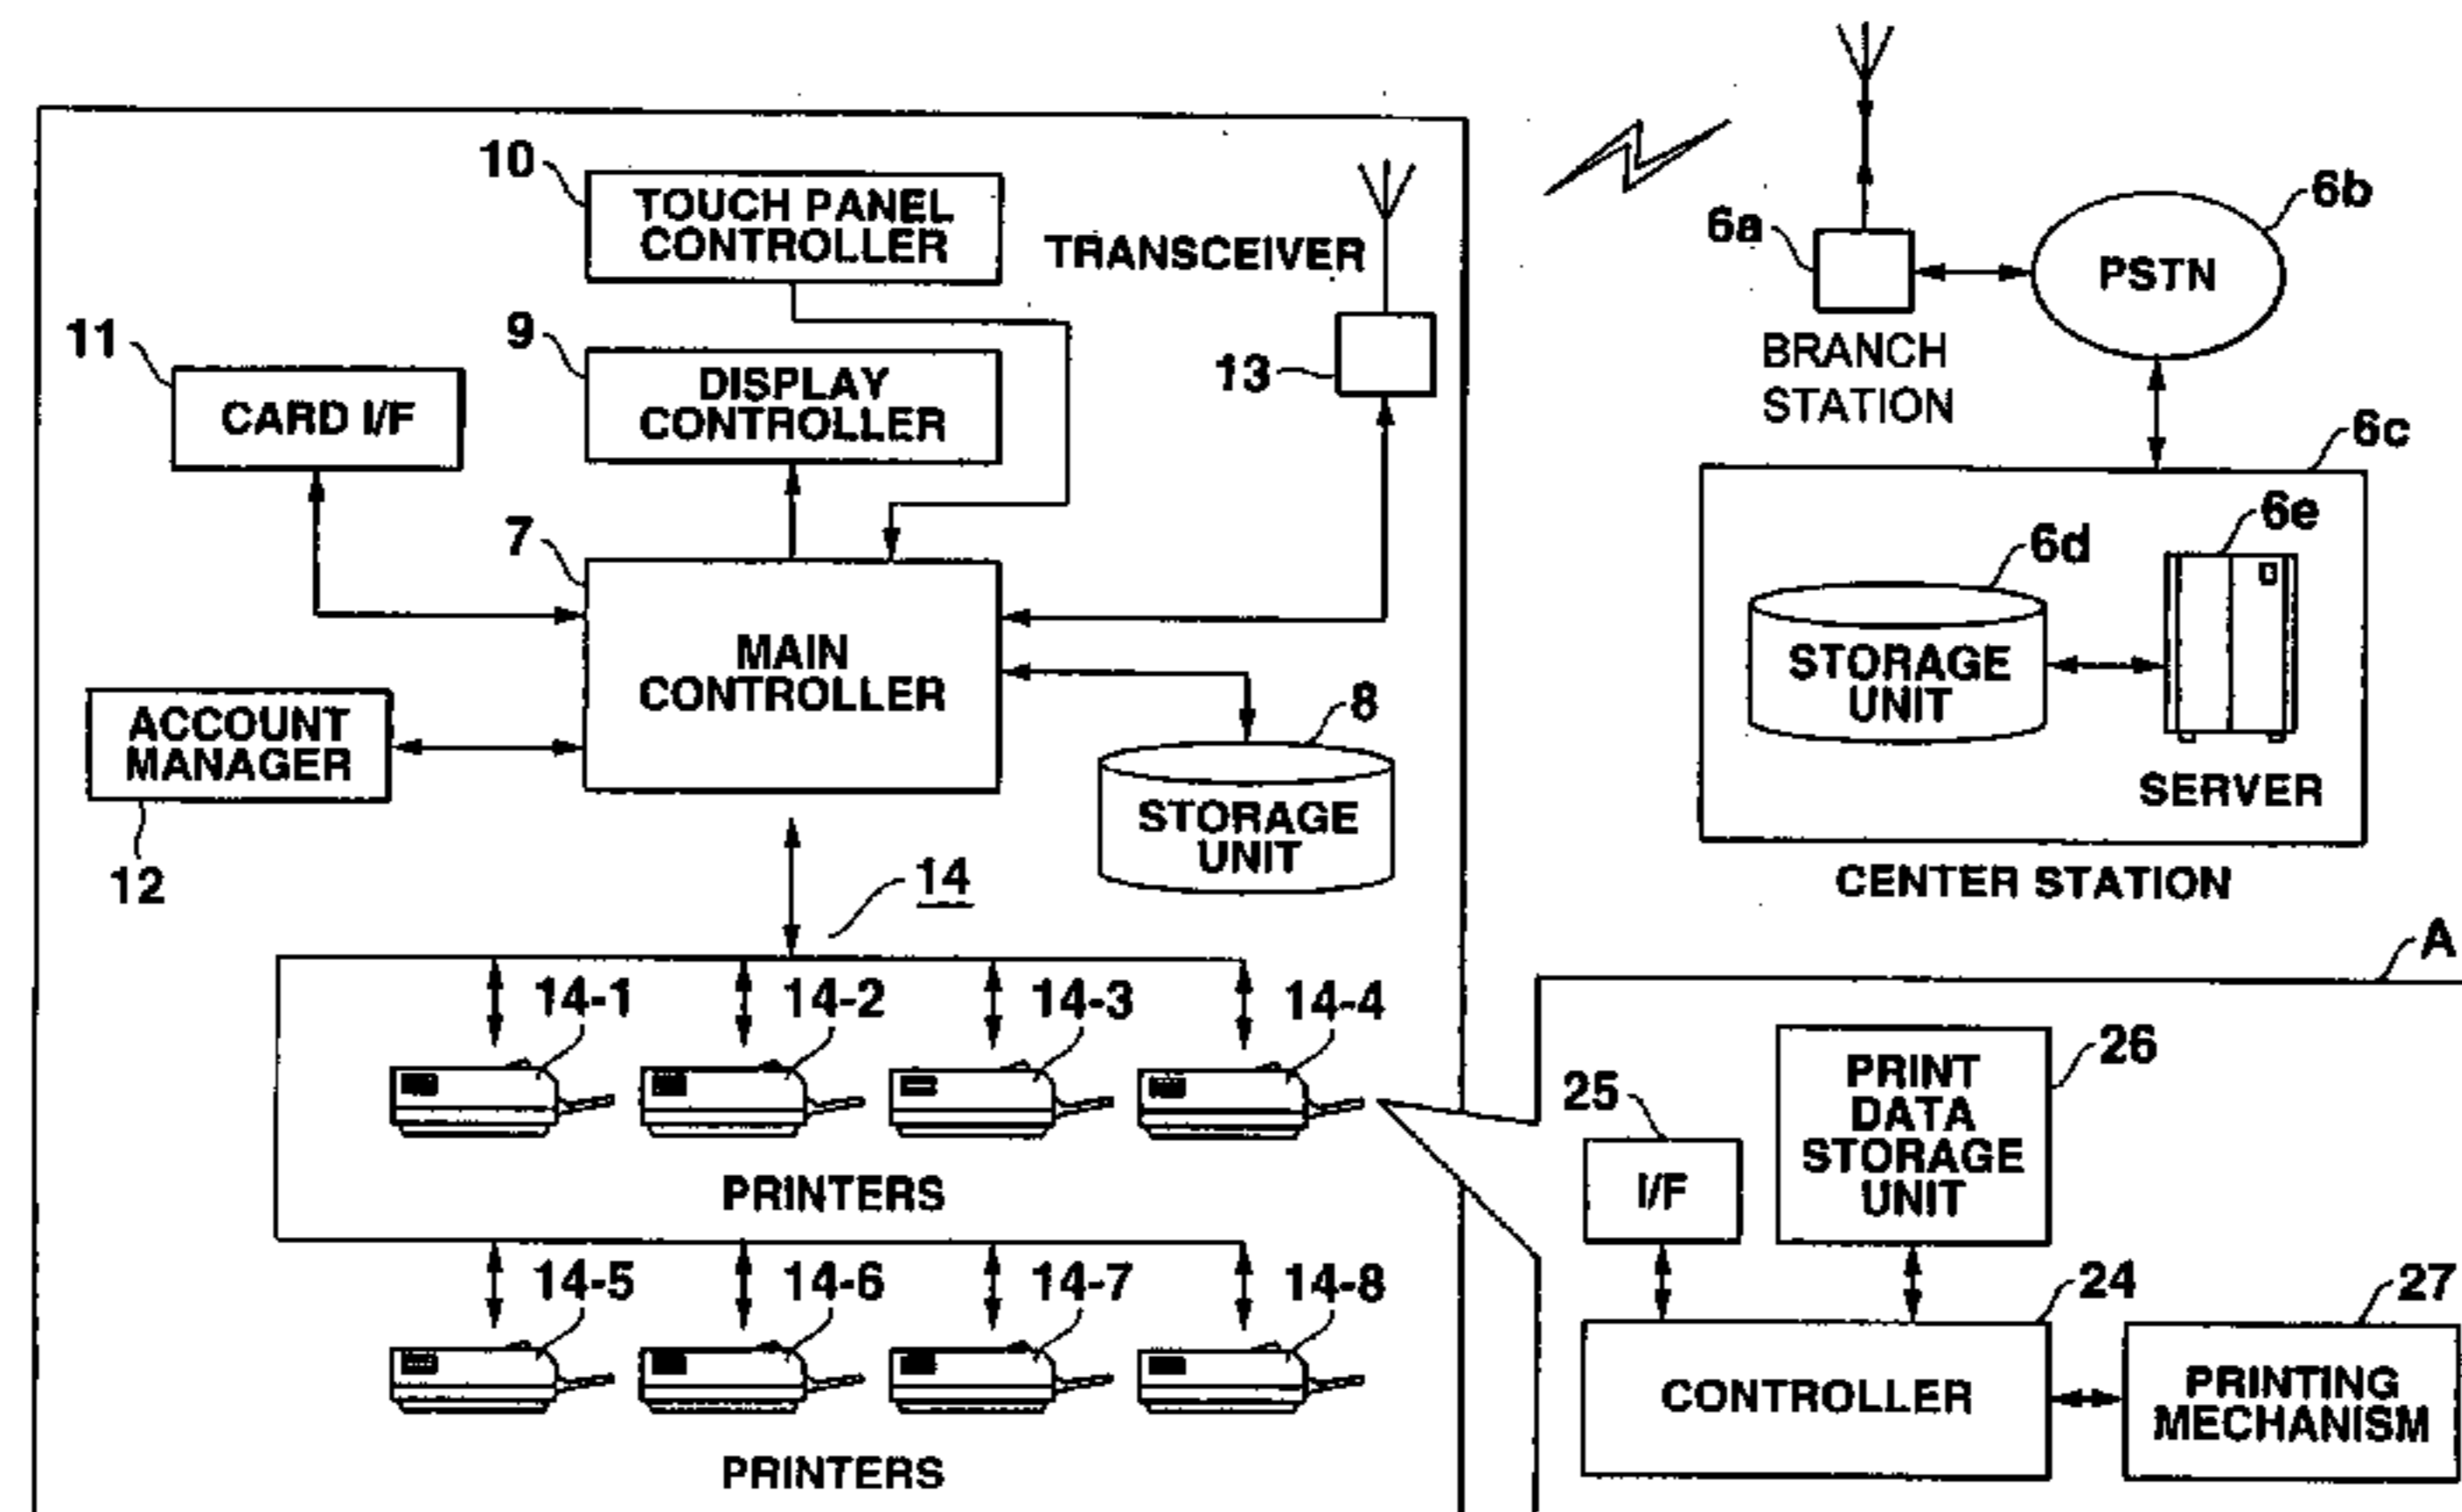 10
TOUCH PANEL
CONTROLLER
TRANSCEIVER
6a
PSTN
6b
BRANCH
STATION
11
CARD I/F
9
DISPLAY
CONTROLLER
13
6c
7
MAIN
CONTROLLER
6d
6e
STORAGE
UNIT
SERVER
CENTER STATION
ACCOUNT
MANAGER
12
8
STORAGE
UNIT
14
14-1
14-2
14-3
14-4
PRINTERS
14-5
14-6
14-7
14-8
PRINTERS
A
25
I/F
PRINT
DATA
STORAGE
UNIT
26
24
27
CONTROLLER
PRINTING
MECHANISM